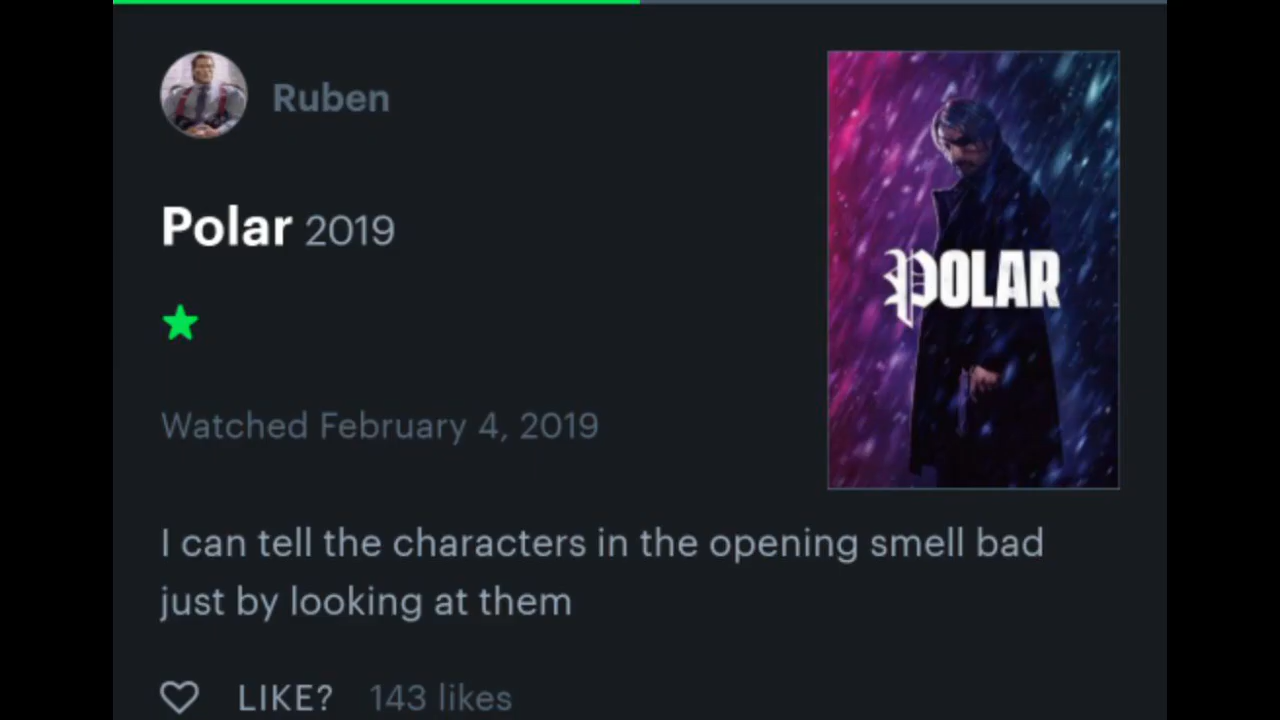 Ruben
Polar 2019
Watched February 4, 2019
POLAR
I can tell the characters in the opening smell bad
just by looking at them
LIKE? 143 likes